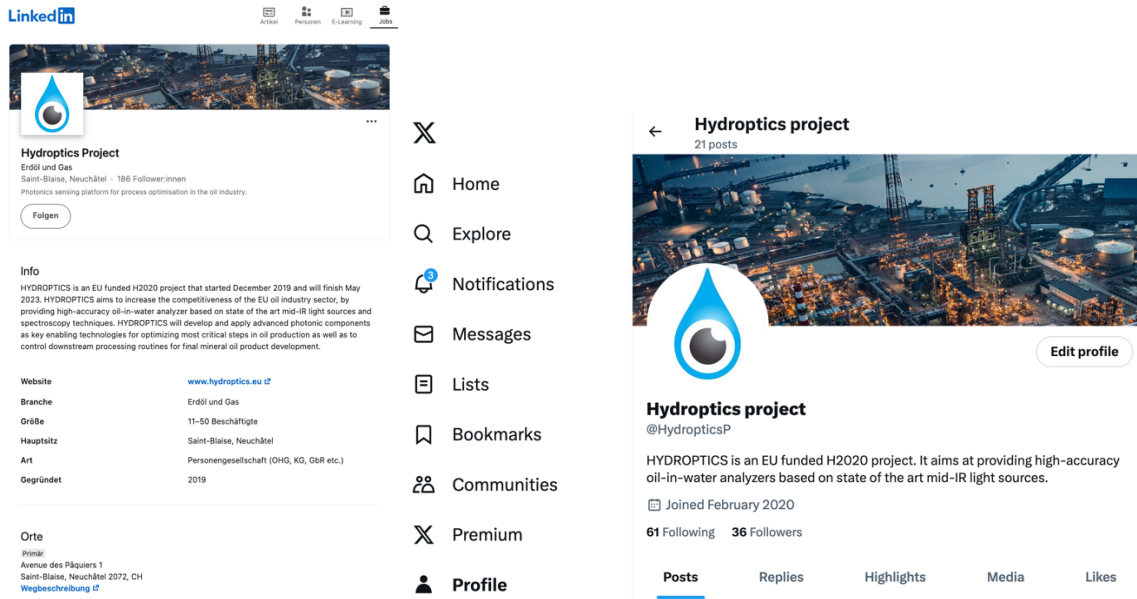 LinkedIn
Artikel
Personen
E-Learning
Jobs
Hydroptics Project
Erdöl und Gas
Saint-Blaise, Neuchâtel · 186 Follower:innen
Photonics sensing platform for process optimisation in the oil industry.
Folgen
Info
HYDROPTICS is an EU funded H2020 project that started December 2019 and will finish May
2023. HYDROPTICS aims to increase the competitiveness of the EU oil industry sector, by
providing high-accuracy oil-in-water analyzer based on state of the art mid-IR light sources and
spectroscopy techniques. HYDROPTICS will develop and apply advanced photonic components
as key enabling technologies for optimizing most critical steps in oil production as well as to
control downstream processing routines for final mineral oil product development.
Website www.hydroptics.eu
Branche Erdöl und Gas
Größe 11–50 Beschäftigte
Hauptsitz Saint-Blaise, Neuchâtel
Art Personengesellschaft (OHG, KG, GbR etc.)
Gegründet 2019
Orte
Primär
Avenue des Pâquiers 1
Saint-Blaise, Neuchâtel 2072, CH
Wegbeschreibung
X
Home
Explore
3
Notifications
Messages
Lists
Bookmarks
Communities
X Premium
Profile
Hydroptics project
21 posts
Edit profile
Hydroptics project
@HydropticsP
HYDROPTICS is an EU funded H2020 project. It aims at providing high-accuracy
oil-in-water analyzers based on state of the art mid-IR light sources.
Joined February 2020
61 Following 36 Followers
Posts Replies Highlights Media Likes